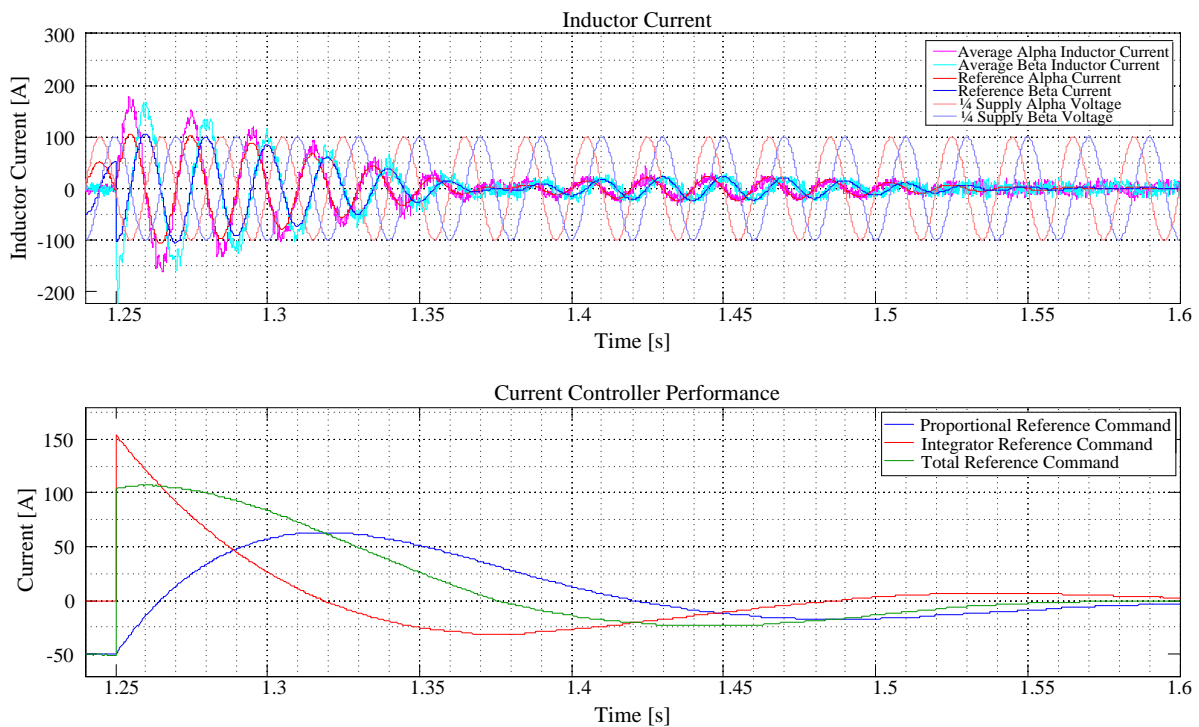 Inductor Current
Inductor Current [A]
300
200
100
0
-100
-200
Average Alpha Inductor Current
Average Beta Inductor Current
Reference Alpha Current
Reference Beta Current
¼ Supply Alpha Voltage
¼ Supply Beta Voltage
1.25 1.3 1.35 1.4 1.45 1.5 1.55 1.6
Time [s]
Current Controller Performance
Current [A]
150
100
50
0
-50
Proportional Reference Command
Integrator Reference Command
Total Reference Command
1.25 1.3 1.35 1.4 1.45 1.5 1.55 1.6
Time [s]